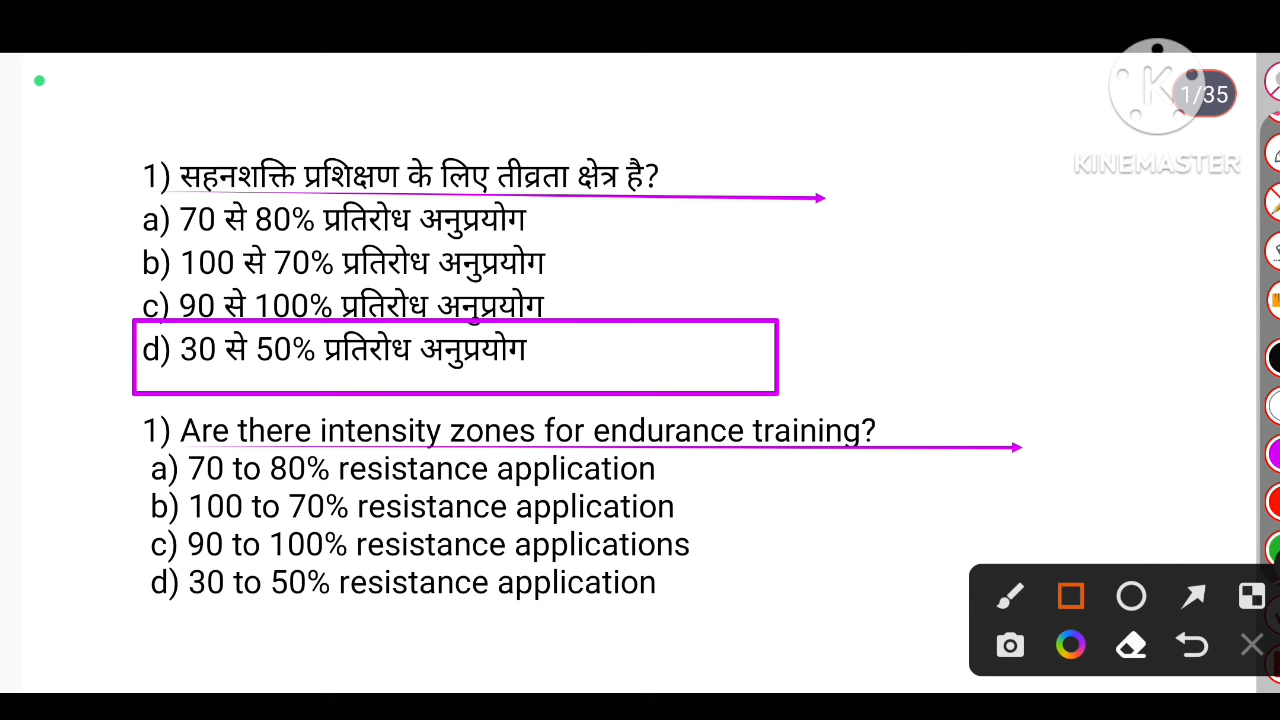 1/35
KINEMASTER
1) सहनशक्ति प्रशिक्षण के लिए तीव्रता क्षेत्र है?
a) 70 से 80% प्रतिरोध अनुप्रयोग
b) 100 से 70% प्रतिरोध अनुप्रयोग
c) 90 से 100% प्रतिरोध अनुप्रयोग
d) 30 से 50% प्रतिरोध अनुप्रयोग
1) Are there intensity zones for endurance training?
a) 70 to 80% resistance application
b) 100 to 70% resistance application
c) 90 to 100% resistance applications
d) 30 to 50% resistance application